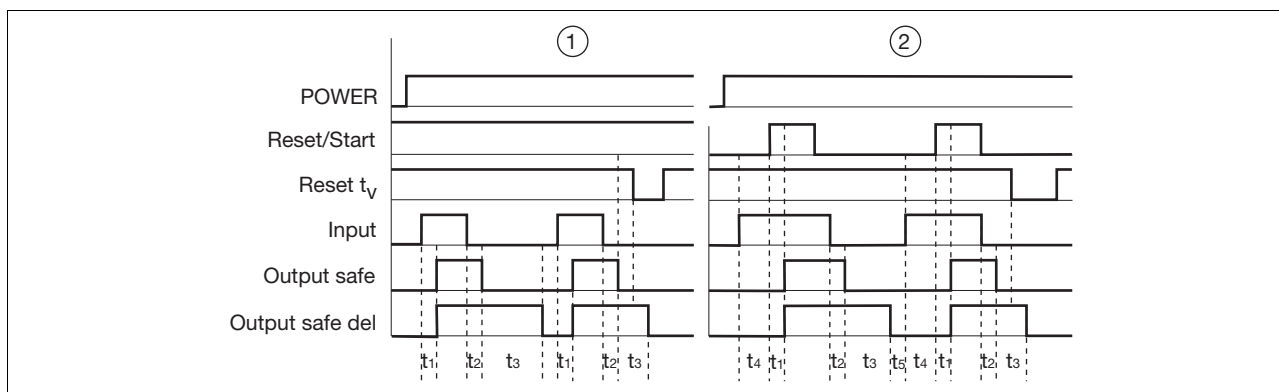 ① ②
POWER
Reset/Start
Reset tV
Input
Output safe
Output safe del
t1 t2 t3 t1 t2 t3 t4 t1 t2 t3 t5 t4 t1 t2 t3